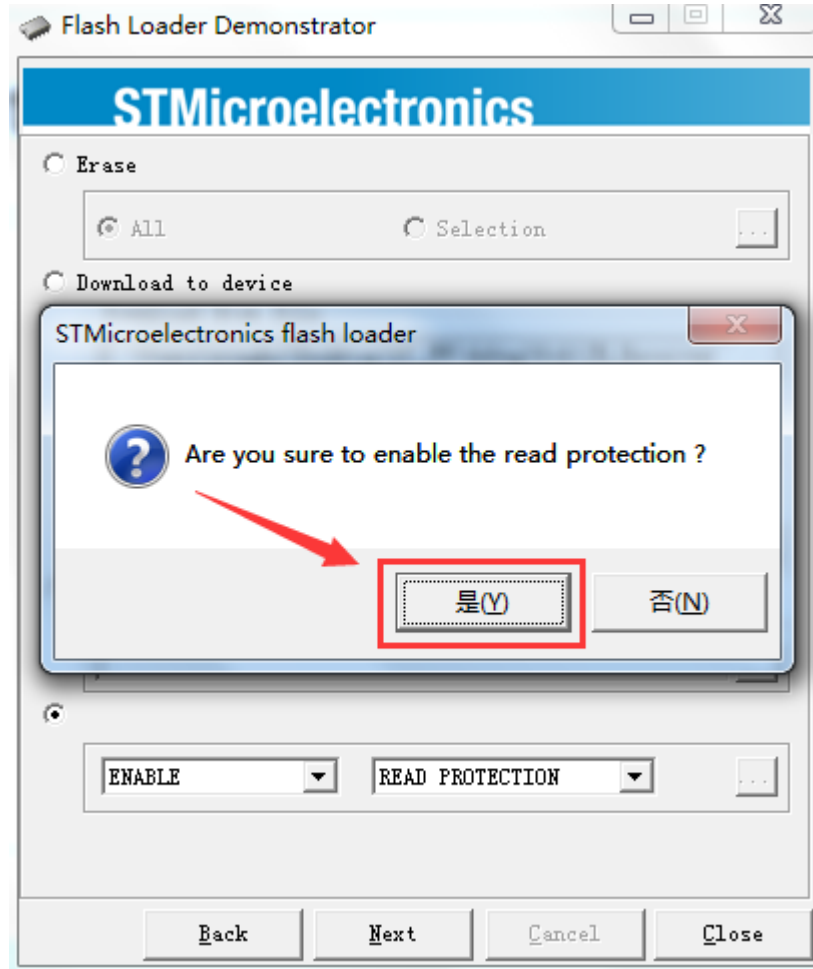 Flash Loader Demonstrator
STMicroelectronics
Erase
All
Selection
...
Download to device
STMicroelectronics flash loader
Are you sure to enable the read protection ?
是(Y)
否(N)
ENABLE
READ PROTECTION
...
Back
Next
Cancel
Close